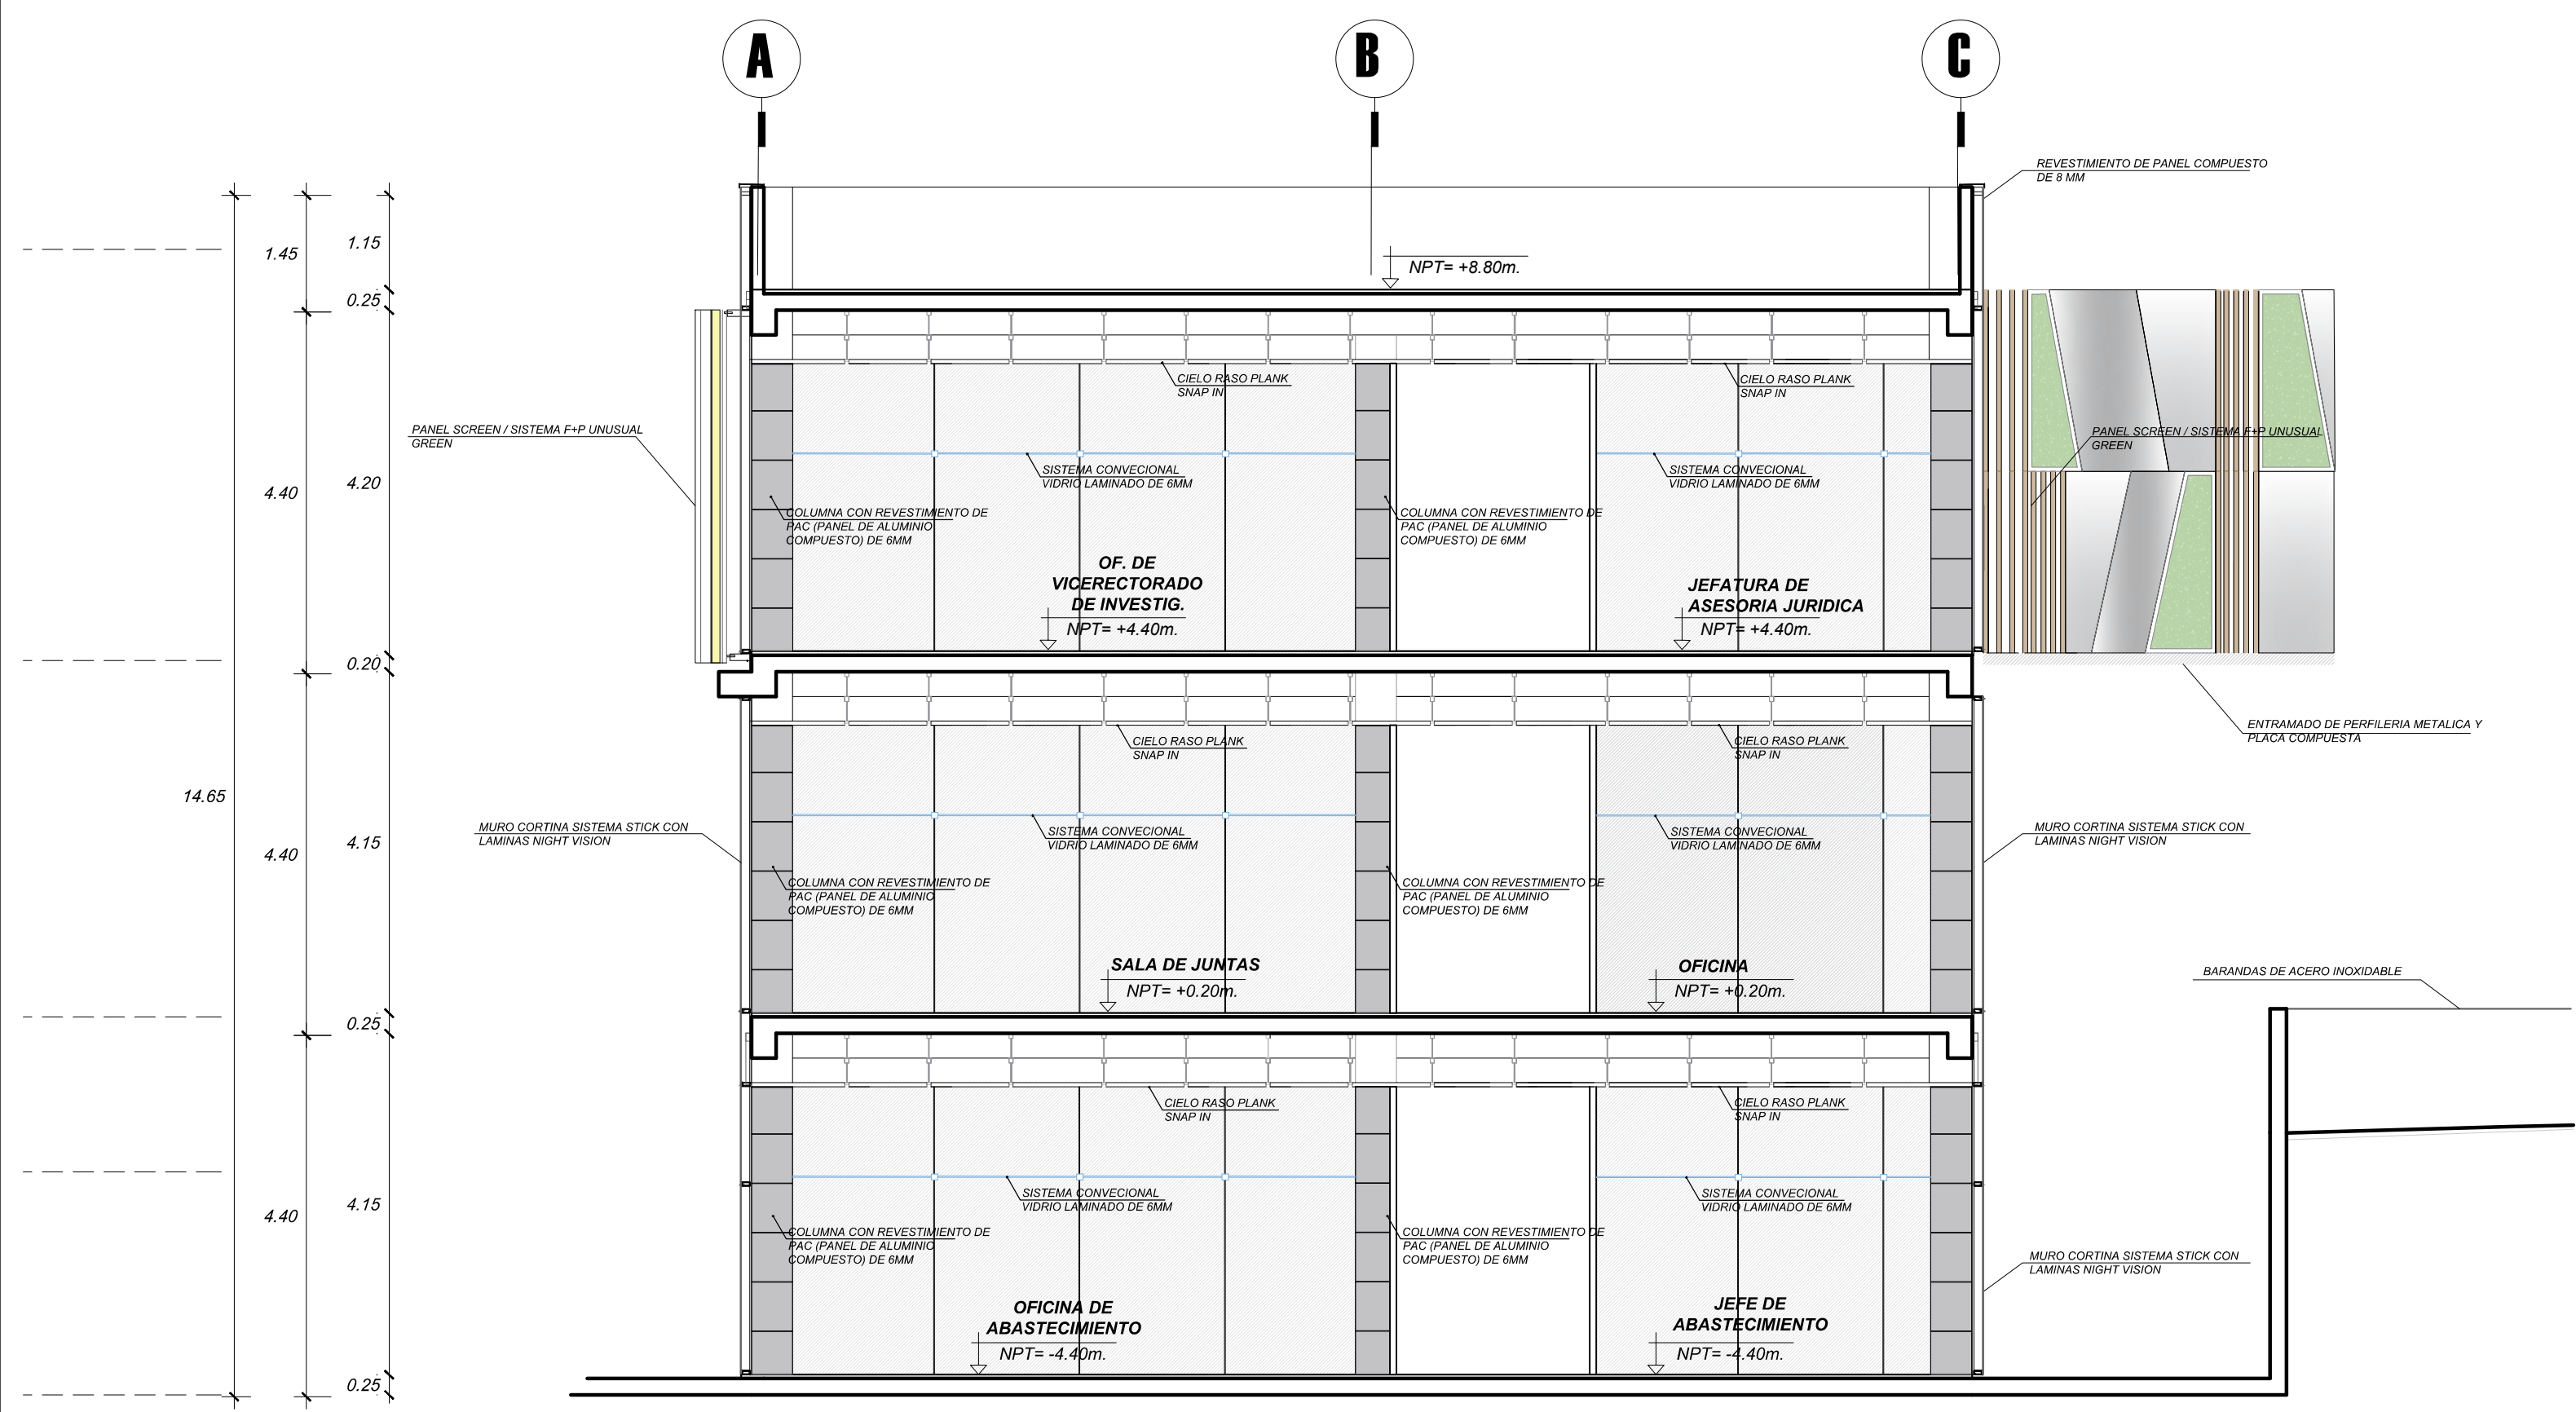 A
B
C
REVESTIMIENTO DE PANEL COMPUESTO
DE 8 MM
1.15
1.45
NPT= +8.80m.
0.25
CIELO RASO PLANK
SNAP IN
CIELO RASO PLANK
SNAP IN
PANEL SCREEN / SISTEMA F+P UNUSUAL
GREEN
PANEL SCREEN / SISTEMA F+P UNUSUAL
GREEN
SISTEMA CONVECIONAL
VIDRIO LAMINADO DE 6MM
SISTEMA CONVECIONAL
VIDRIO LAMINADO DE 6MM
4.20
4.40
COLUMNA CON REVESTIMIENTO DE
PAC (PANEL DE ALUMINIO
COMPUESTO) DE 6MM
COLUMNA CON REVESTIMIENTO DE
PAC (PANEL DE ALUMINIO
COMPUESTO) DE 6MM
OF. DE
VICERECTORADO
DE INVESTIG.
NPT= +4.40m.
JEFATURA DE
ASESORIA JURIDICA
NPT= +4.40m.
0.20
ENTRAMADO DE PERFILERIA METALICA Y
PLACA COMPUESTA
CIELO RASO PLANK
SNAP IN
CIELO RASO PLANK
SNAP IN
14.65
MURO CORTINA SISTEMA STICK CON
LAMINAS NIGHT VISION
SISTEMA CONVECIONAL
VIDRIO LAMINADO DE 6MM
SISTEMA CONVECIONAL
VIDRIO LAMINADO DE 6MM
MURO CORTINA SISTEMA STICK CON
LAMINAS NIGHT VISION
4.15
4.40
COLUMNA CON REVESTIMIENTO DE
PAC (PANEL DE ALUMINIO
COMPUESTO) DE 6MM
COLUMNA CON REVESTIMIENTO DE
PAC (PANEL DE ALUMINIO
COMPUESTO) DE 6MM
SALA DE JUNTAS
NPT= +0.20m.
OFICINA
NPT= +0.20m.
BARANDAS DE ACERO INOXIDABLE
0.25
CIELO RASO PLANK
SNAP IN
CIELO RASO PLANK
SNAP IN
SISTEMA CONVECIONAL
VIDRIO LAMINADO DE 6MM
SISTEMA CONVECIONAL
VIDRIO LAMINADO DE 6MM
4.15
4.40
COLUMNA CON REVESTIMIENTO DE
PAC (PANEL DE ALUMINIO
COMPUESTO) DE 6MM
COLUMNA CON REVESTIMIENTO DE
PAC (PANEL DE ALUMINIO
COMPUESTO) DE 6MM
MURO CORTINA SISTEMA STICK CON
LAMINAS NIGHT VISION
OFICINA DE
ABASTECIMIENTO
NPT= -4.40m.
JEFE DE
ABASTECIMIENTO
NPT= -4.40m.
0.25